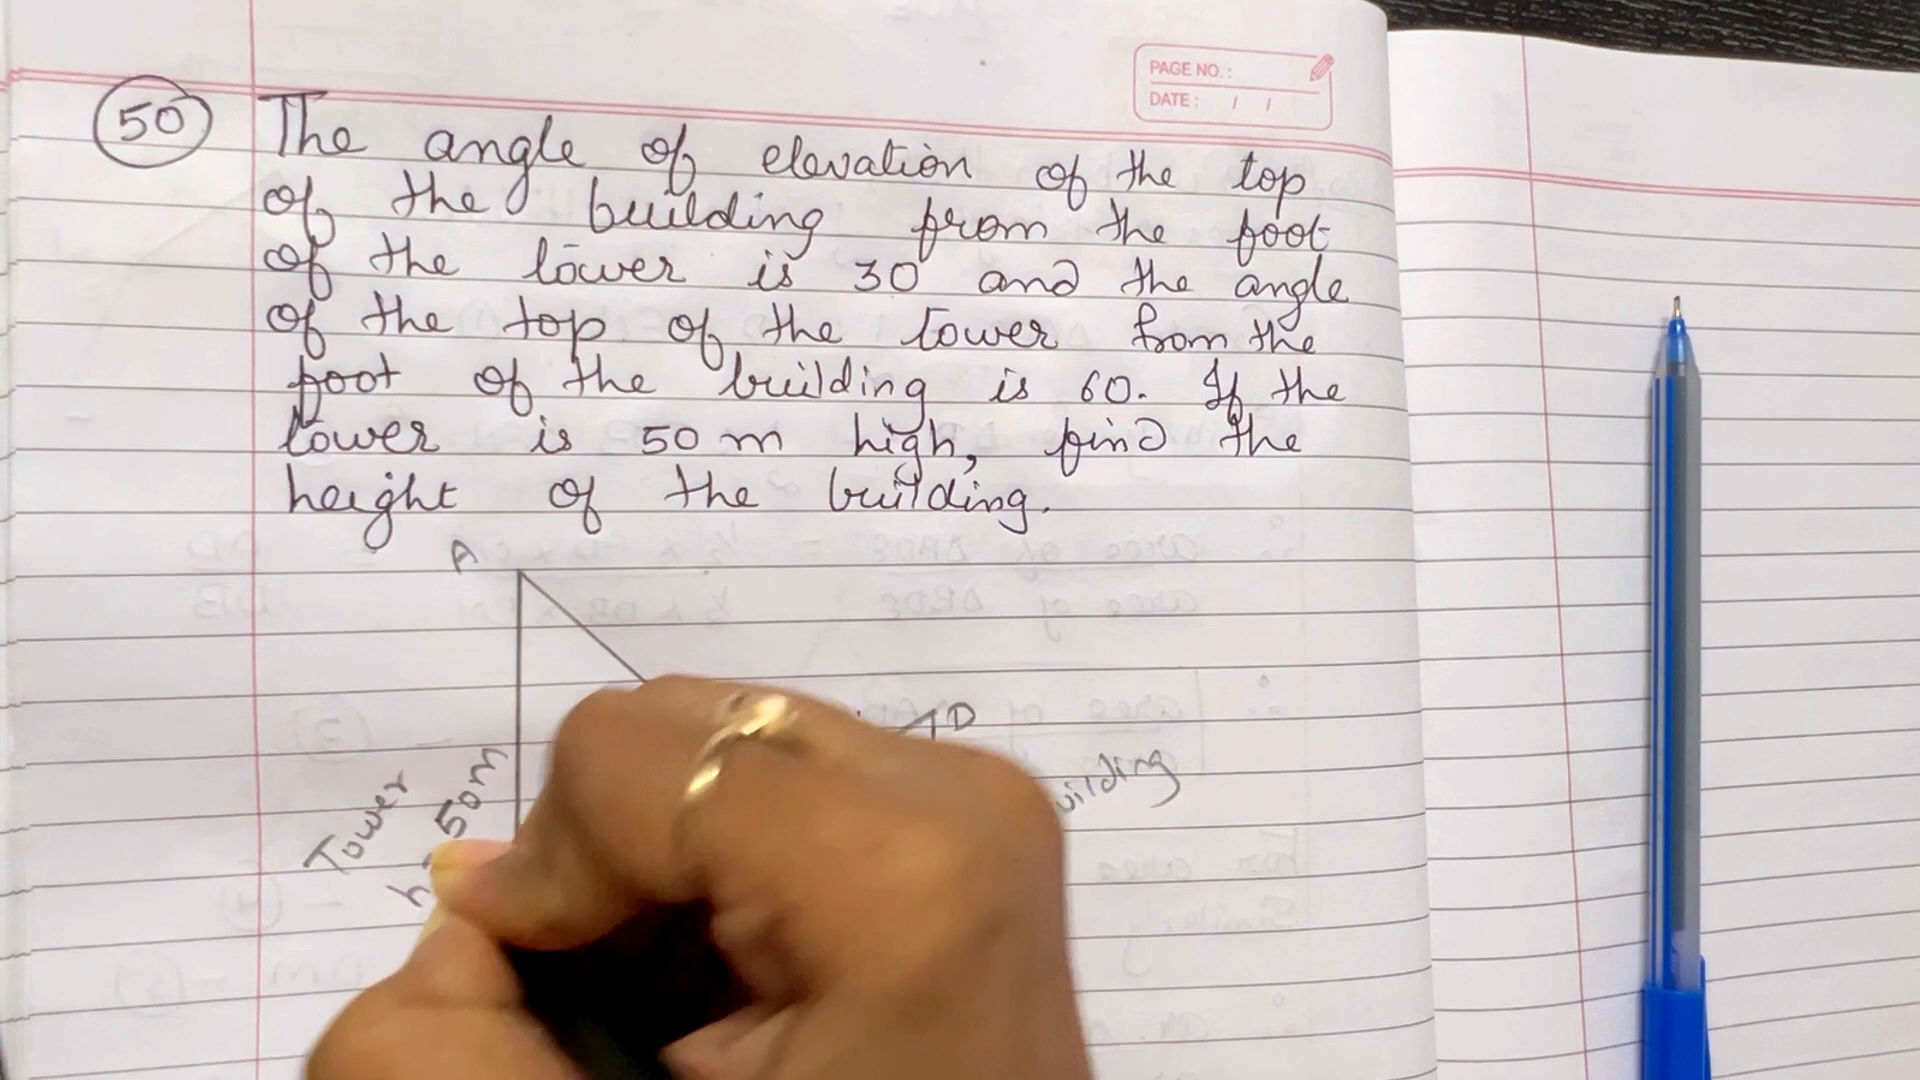 PAGE NO. :
DATE : / /
50 The angle of elevation of the top
of the building from the foot
of the tower is 30 and the angle
of the top of the tower from the
foot of the building is 60. If the
tower is 50 m high, find the
height of the building.
A
D
Tower
h 50m